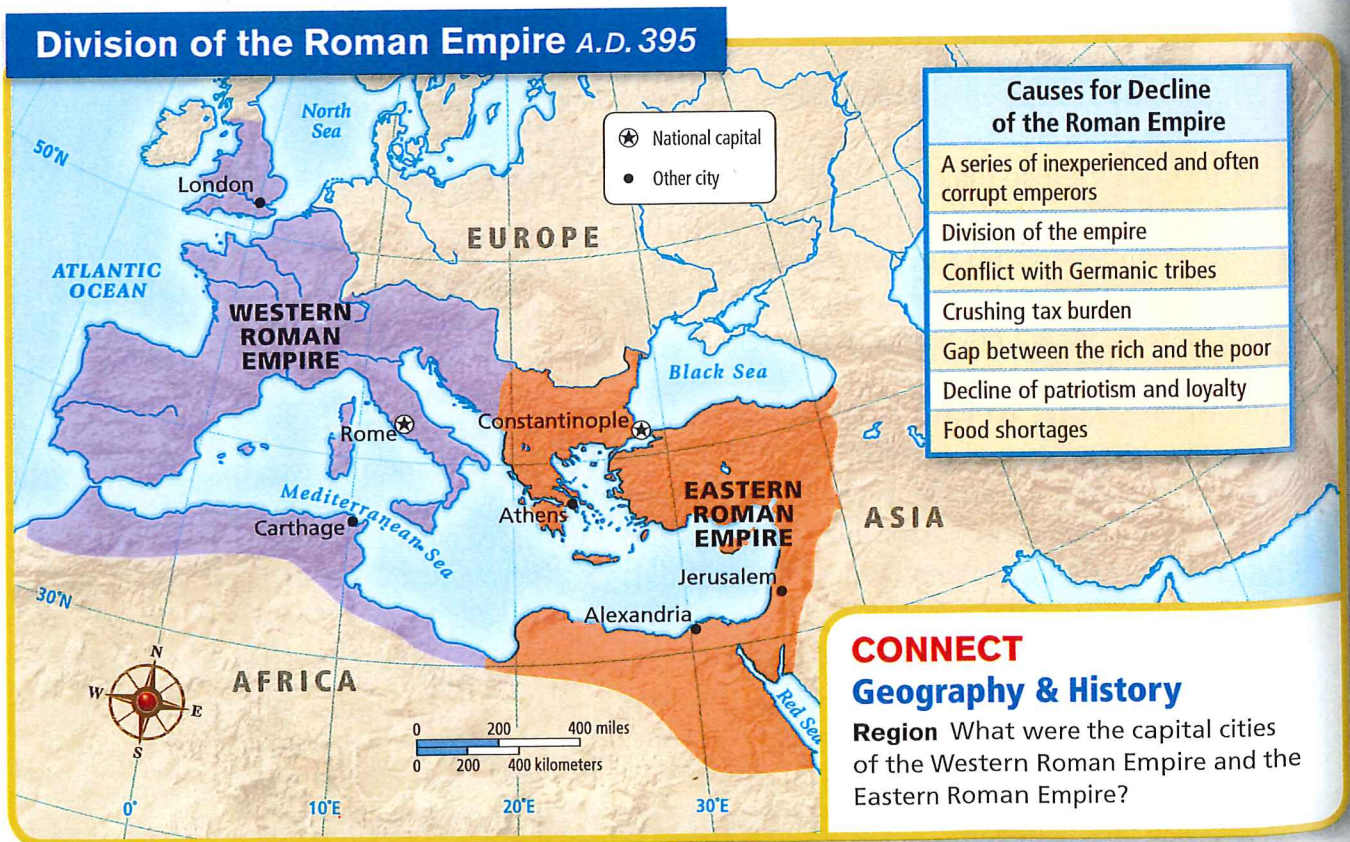 Division of the Roman Empire A.D. 395
Causes for Decline
of the Roman Empire
A series of inexperienced and often
corrupt emperors
Division of the empire
Conflict with Germanic tribes
Crushing tax burden
Gap between the rich and the poor
Decline of patriotism and loyalty
Food shortages
National capital
Other city
North
Sea
50°N
London
EUROPE
ATLANTIC
OCEAN
WESTERN
ROMAN
EMPIRE
Black Sea
Constantinople
Rome
Mediterranean Sea
Carthage
Athens
EASTERN
ROMAN
EMPIRE
ASIA
Jerusalem
Alexandria
30°N
AFRICA
Red Sea
N
W
E
S
0 200 400 miles
0 200 400 kilometers
0° 10°E 20°E 30°E
CONNECT
Geography & History
Region What were the capital cities
of the Western Roman Empire and the
Eastern Roman Empire?